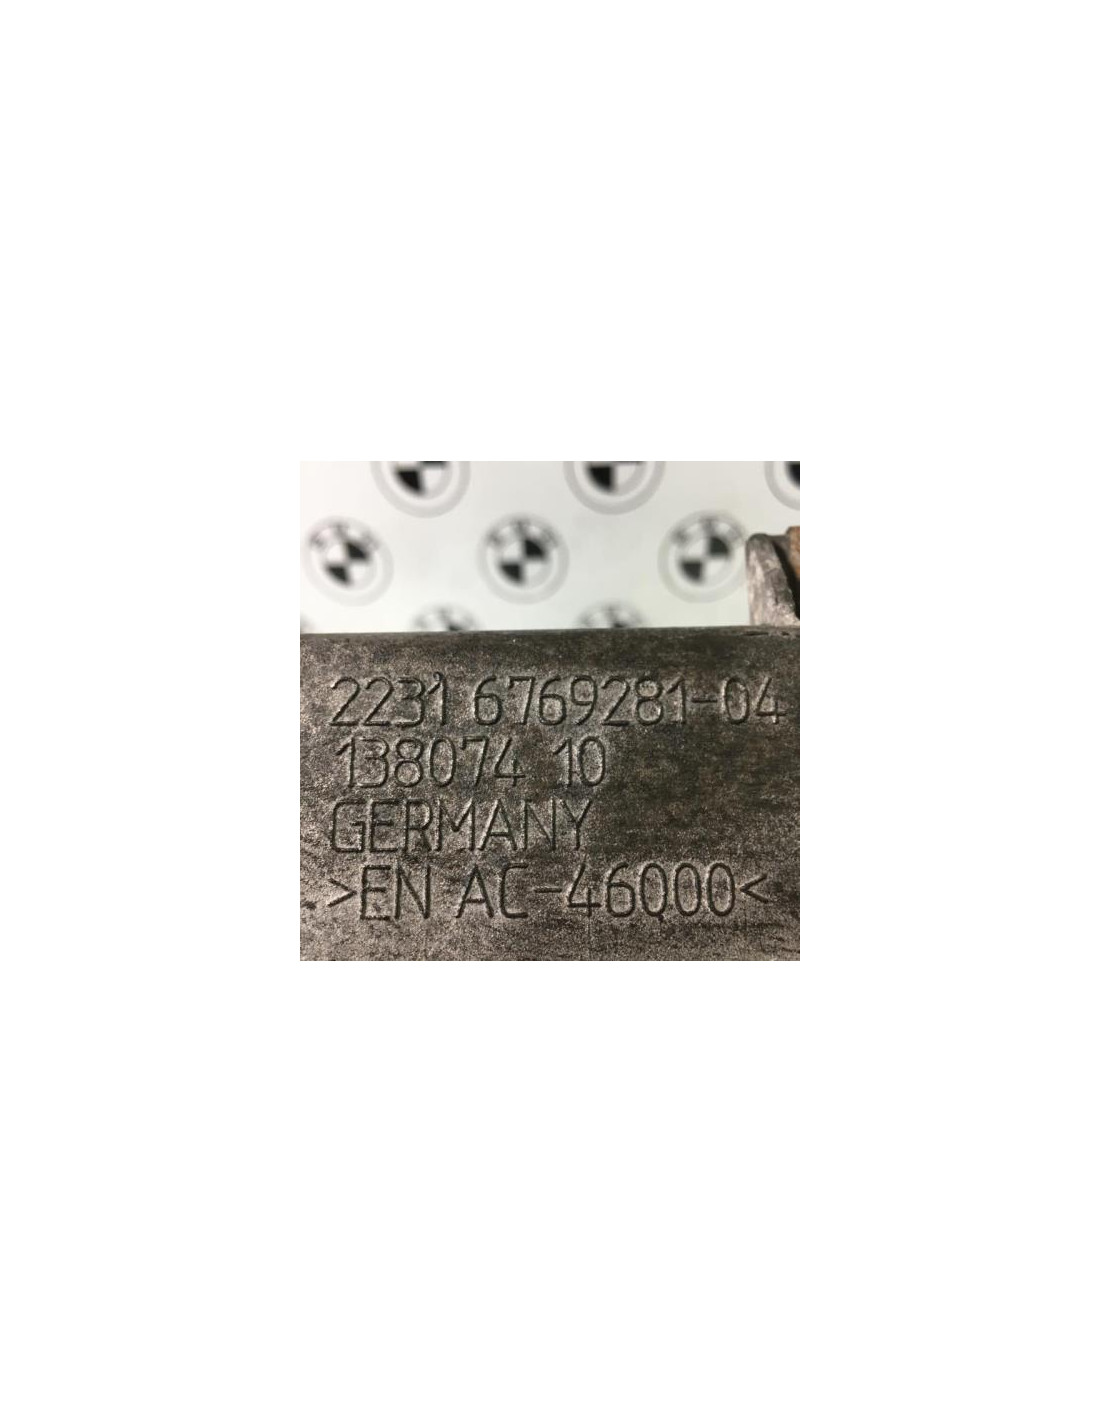 2231 6769281-04
138074 10
GERMANY
>EN AC-46000<